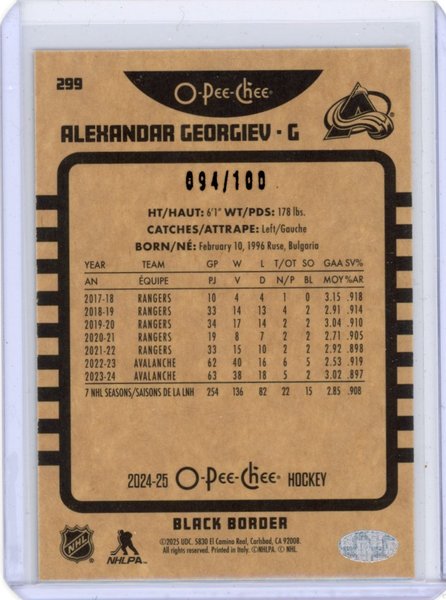 299
O-Pee-Chee
ALEXANDAR GEORGIEV - G
094/100
HT/HAUT: 6'1" WT/PDS: 178 lbs.
CATCHES/ATTRAPE: Left/Gauche
BORN/NÉ: February 10, 1996 Ruse, Bulgaria
YEAR TEAM GP W L T/OT SO GAA SV%
AN ÉQUIPE PJ V D N/P BL MOY %AR
2017-18 RANGERS 10 4 4 1 0 3.15 .918
2018-19 RANGERS 33 14 13 4 2 2.91 .914
2019-20 RANGERS 34 17 14 2 2 3.04 .910
2020-21 RANGERS 19 8 7 2 2 2.71 .905
2021-22 RANGERS 33 15 10 2 2 2.92 .898
2022-23 AVALANCHE 62 40 16 6 5 2.53 .919
2023-24 AVALANCHE 63 38 18 5 2 3.02 .897
7 NHL SEASONS/SAISONS DE LA LNH 254 136 82 22 15 2.85 .908
2024-25 O-Pee-Chee HOCKEY
BLACK BORDER
©2025 UDC. 5830 El Camino Real, Carlsbad, CA 92008.
All rights reserved. Printed in Italy. ©NHLPA. © NHL.
NHL
NHLPA